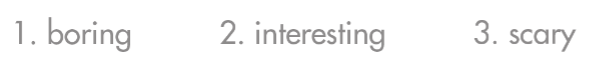 1. boring 2. interesting 3. scary